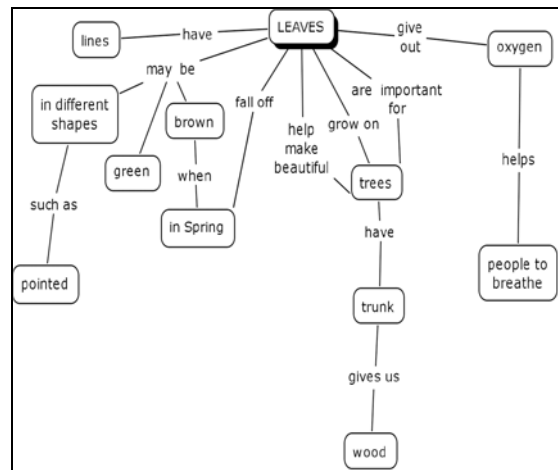 LEAVES
give
out
lines
have
oxygen
may be
are important
for
in different
shapes
fall off
brown
grow on
help
make
beautiful
green
when
trees
helps
such as
in Spring
have
pointed
people to
breathe
trunk
gives us
wood